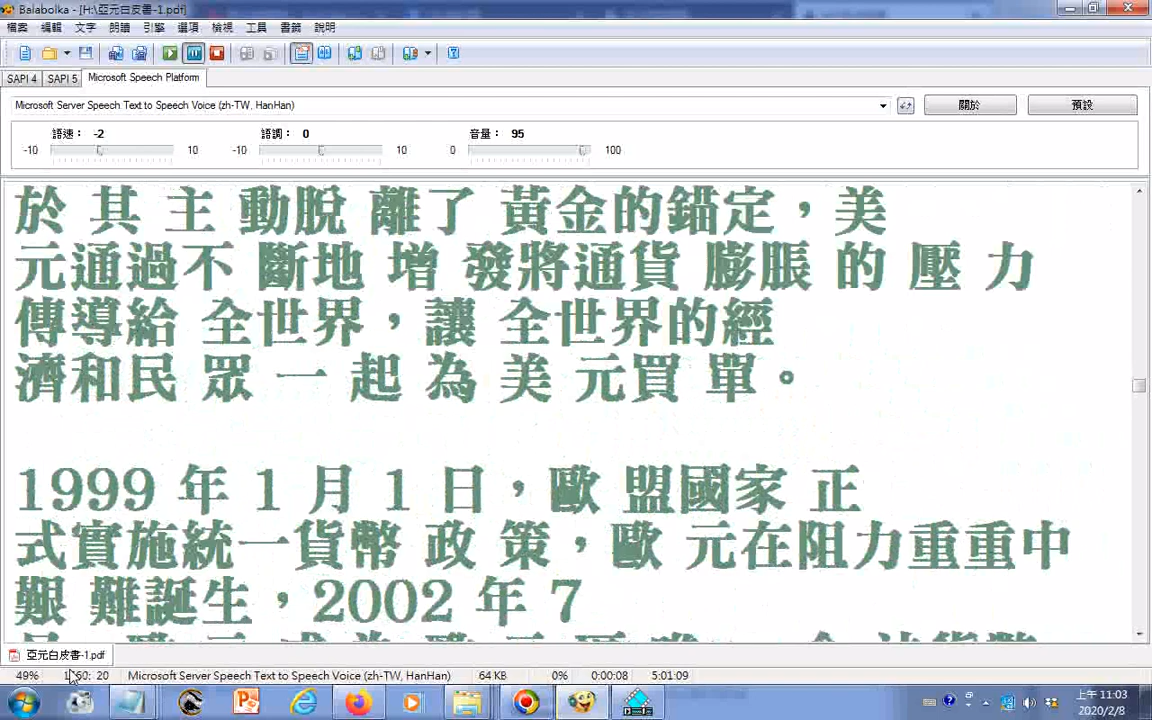 Balabolka - [H:\亞元白皮書-1.pdf]
檔案 編輯 文字 朗讀 引擎 選項 檢視 工具 書籤 說明
SAPI 4 SAPI 5 Microsoft Speech Platform
Microsoft Server Speech Text to Speech Voice (zh-TW, HanHan) 關於 預設
語速： -2 語調： 0 音量： 95
-10 10 -10 10 0 100
於 其 主 動脫 離了 黃金的錨定，美
元通過不 斷地 增 發將通貨 膨脹 的 壓 力
傳導給 全世界，讓 全世界的經
濟和民 眾 一 起 為 美 元買 單。
1999 年 1 月 1 日，歐 盟國家 正
式實施統一貨幣 政 策，歐 元在阻力重重中
艱 難誕生，2002 年 7
亞元白皮書-1.pdf
49% Microsoft Server Speech Text to Speech Voice (zh-TW, HanHan) 64 KB 0% 0:00:08 5:01:09
上午 11:03
2020/2/8